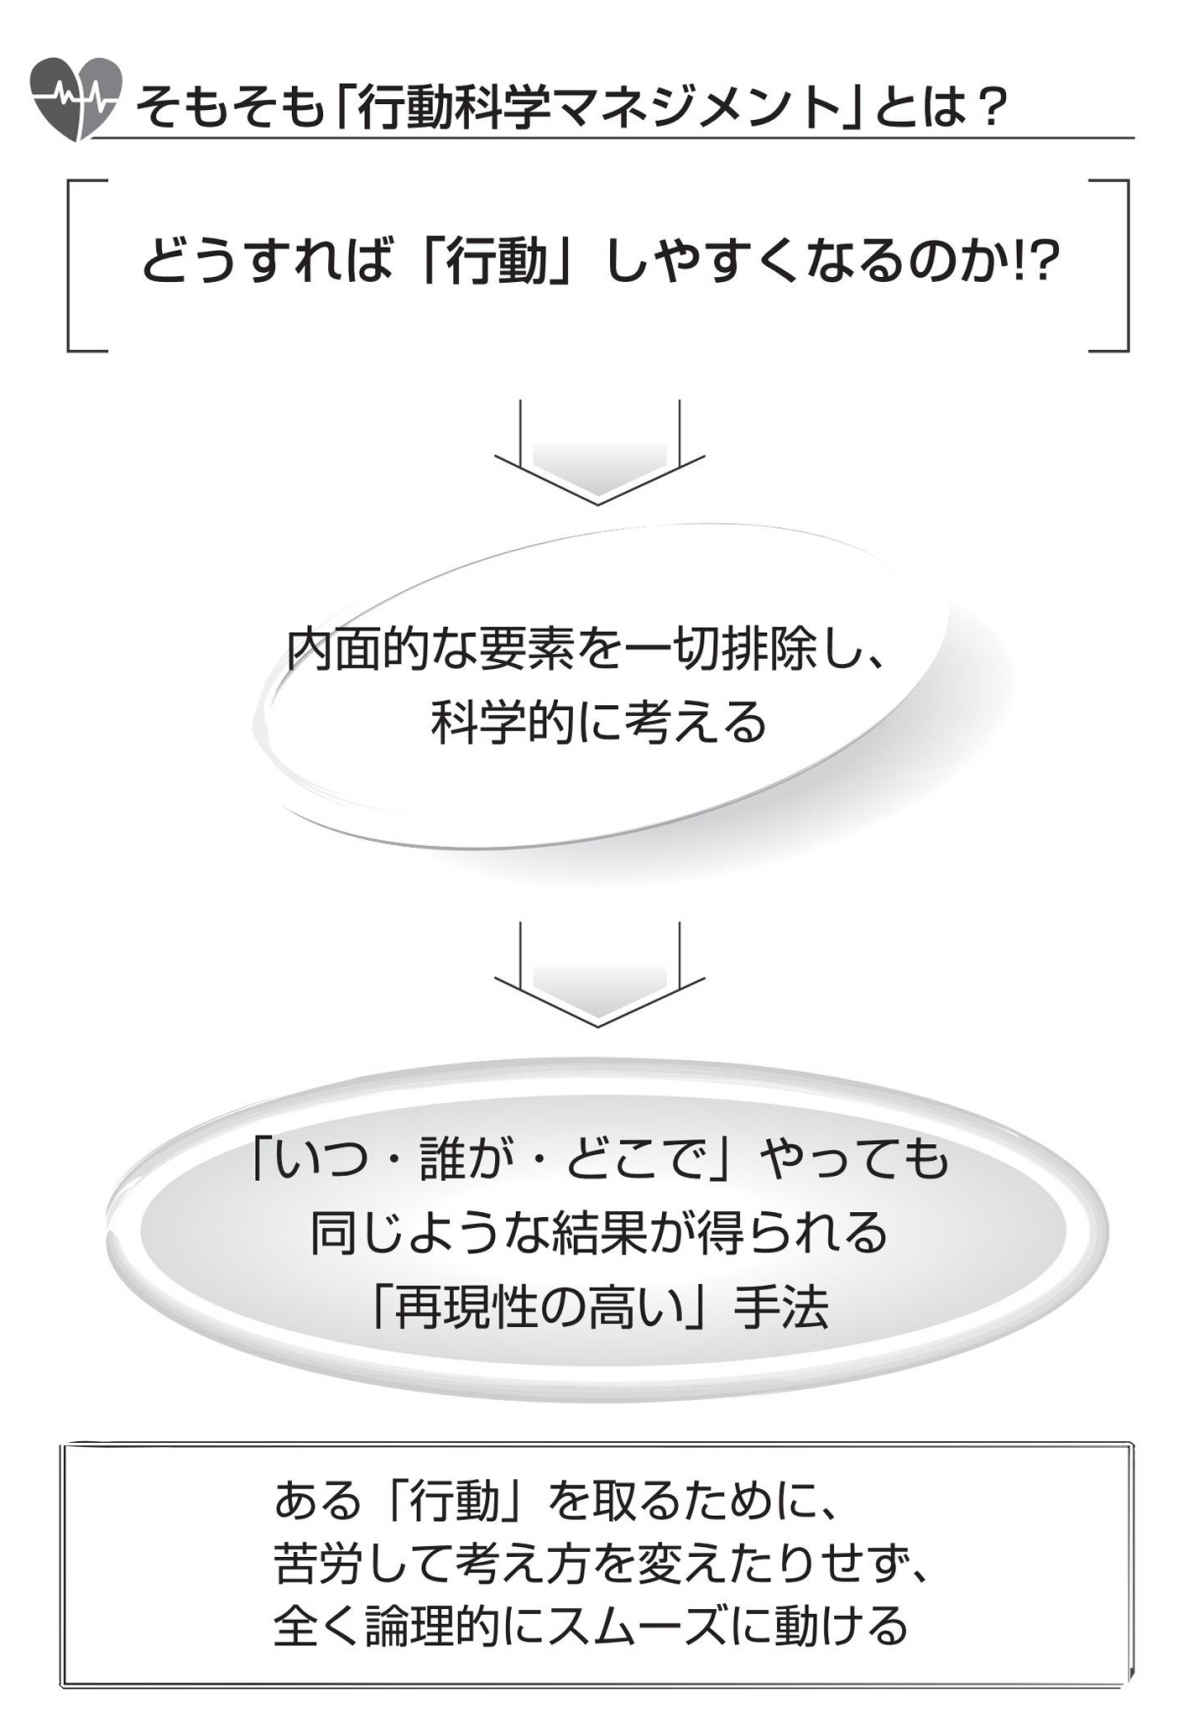 そもそも「行動科学マネジメント」とは？
どうすれば「行動」しやすくなるのか!?
内面的な要素を一切排除し、
科学的に考える
「いつ・誰が・どこで」やっても
同じような結果が得られる
「再現性の高い」手法
ある「行動」を取るために、
苦労して考え方を変えたりせず、
全く論理的にスムーズに動ける